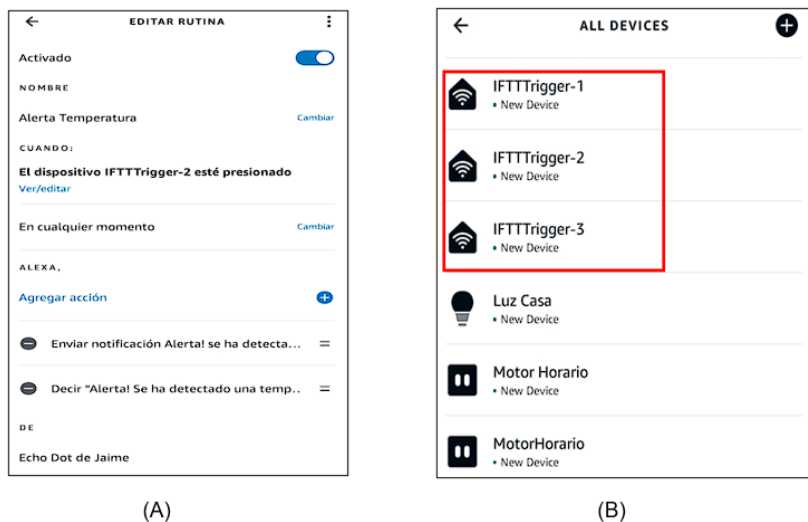 EDITAR RUTINA
Activado
NOMBRE
Alerta Temperatura Cambiar
CUANDO:
El dispositivo IFTTTrigger-2 esté presionado
Ver/editar
En cualquier momento Cambiar
ALEXA,
Agregar acción
Enviar notificación Alerta! se ha detecta...
Decir "Alerta! Se ha detectado una temp..
DE
Echo Dot de Jaime
(A)
ALL DEVICES
IFTTTrigger-1
• New Device
IFTTTrigger-2
• New Device
IFTTTrigger-3
• New Device
Luz Casa
• New Device
Motor Horario
• New Device
MotorHorario
• New Device
(B)